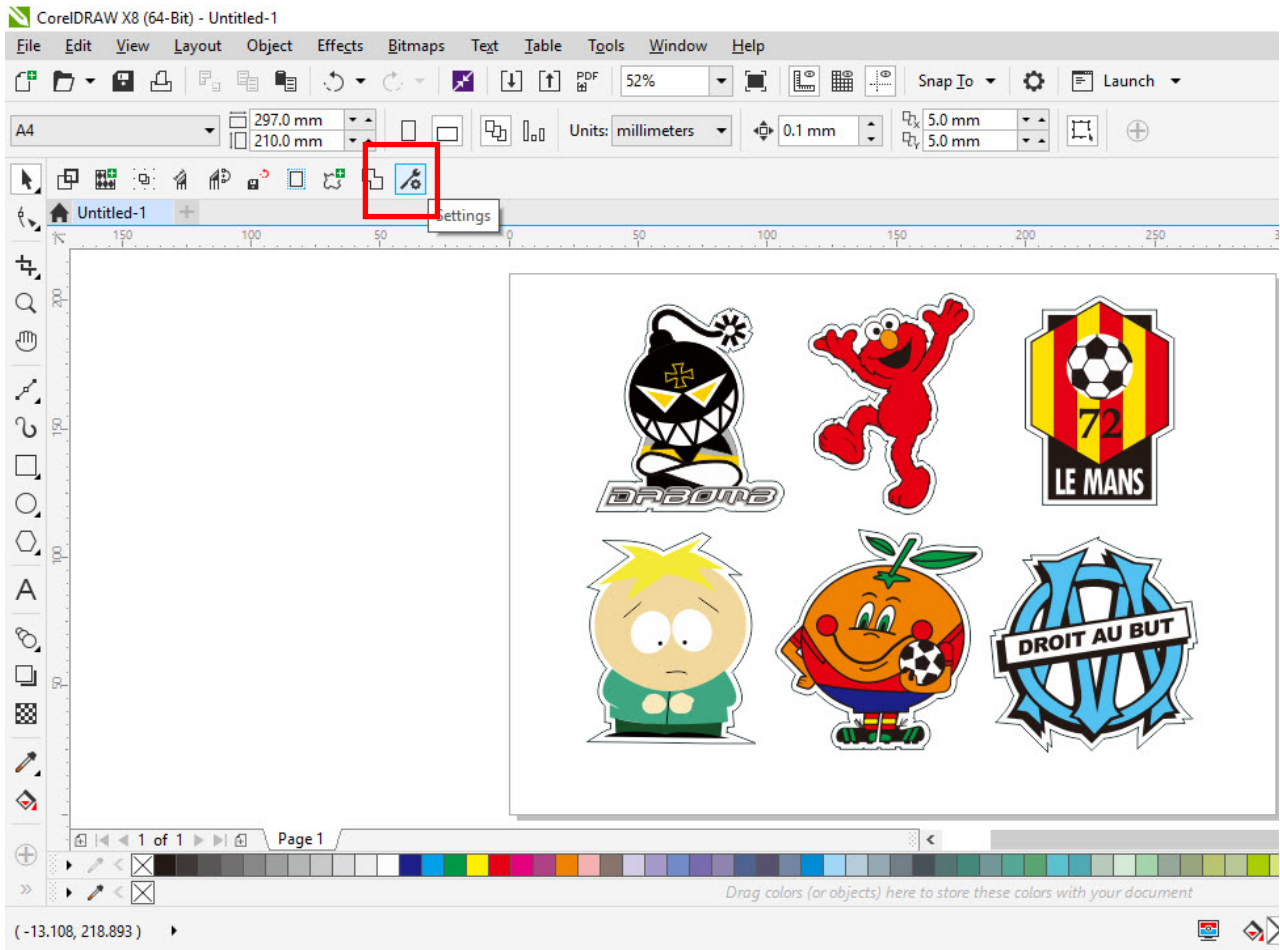 CorelDRAW X8 (64-Bit) - Untitled-1
File Edit View Layout Object Effects Bitmaps Text Table Tools Window Help
PDF 52% Snap To Launch
A4 297.0 mm 210.0 mm Units: millimeters 0.1 mm 5.0 mm 5.0 mm
Untitled-1
Settings
150 100 50 0 50 100 150 200 250
200
150
100
50
DABOMB
72
LE MANS
DROIT AU BUT
1 of 1 Page 1
Drag colors (or objects) here to store these colors with your document
( -13.108, 218.893 )